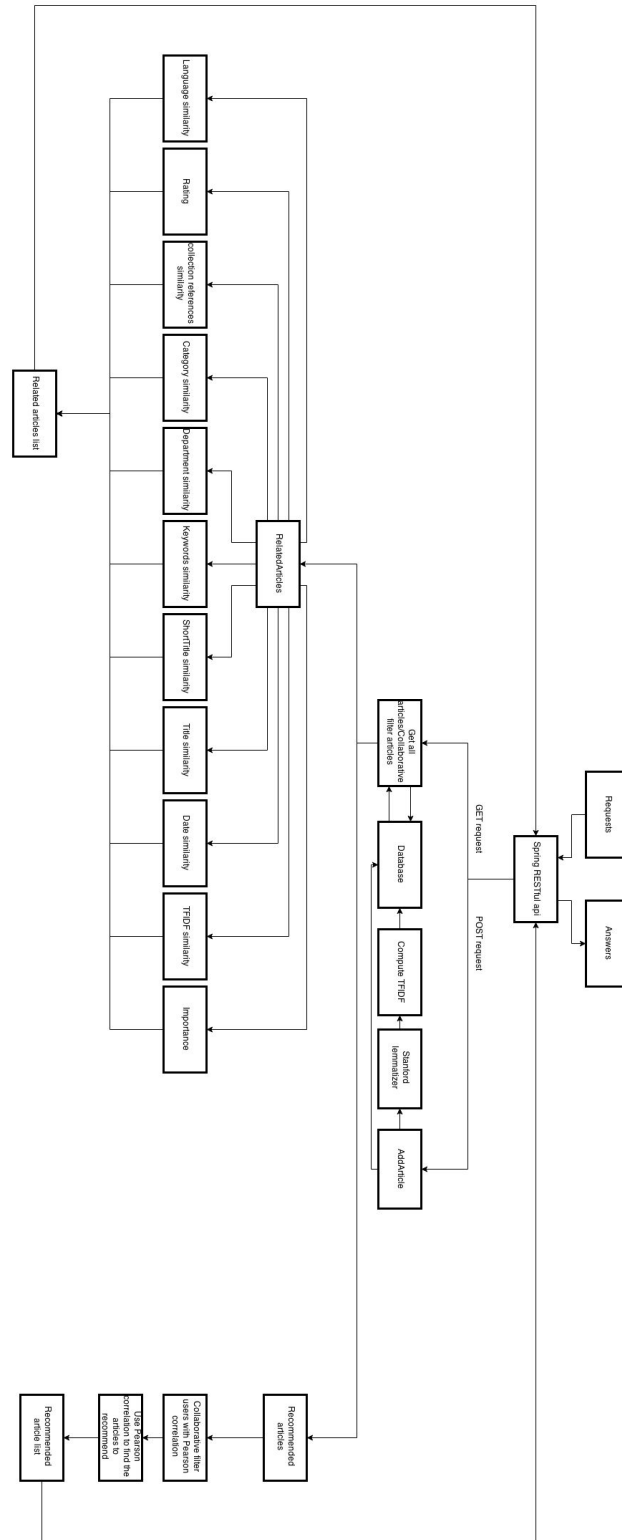 Requests
Answers
Spring RESTful api
GET request
POST request
Get all
articles/Collaborative
filter articles
Database
Compute TFIDF
Stanford
lemmatizer
AddArticle
RelatedArticles
Recommended
articles
Language similarity
Rating
collection references
similarity
Category similarity
Department similarity
Keywords similarity
ShortTitle similarity
Title similarity
Date similarity
TFIDF similarity
Importance
Collaborative filter
users with Pearson
correlation
Use Pearson
correlation to find the
articles to
recommend
Related articles list
Recommended
article list